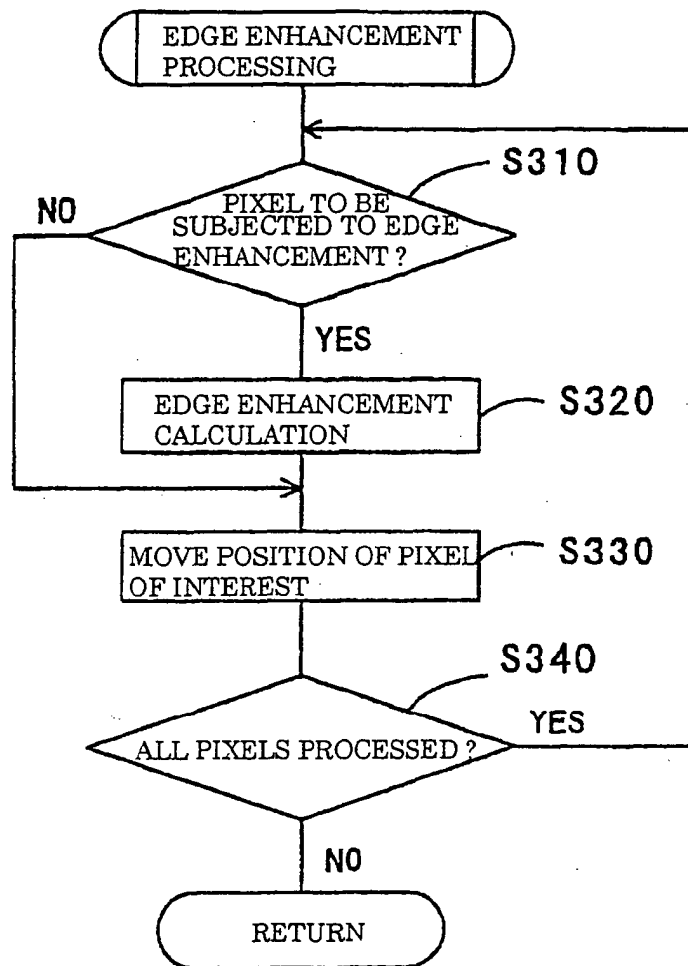 EDGE ENHANCEMENT
PROCESSING
S310
NO
PIXEL TO BE
SUBJECTED TO EDGE
ENHANCEMENT ?
YES
EDGE ENHANCEMENT
CALCULATION
S320
MOVE POSITION OF PIXEL
OF INTEREST
S330
S340
ALL PIXELS PROCESSED ?
YES
NO
RETURN